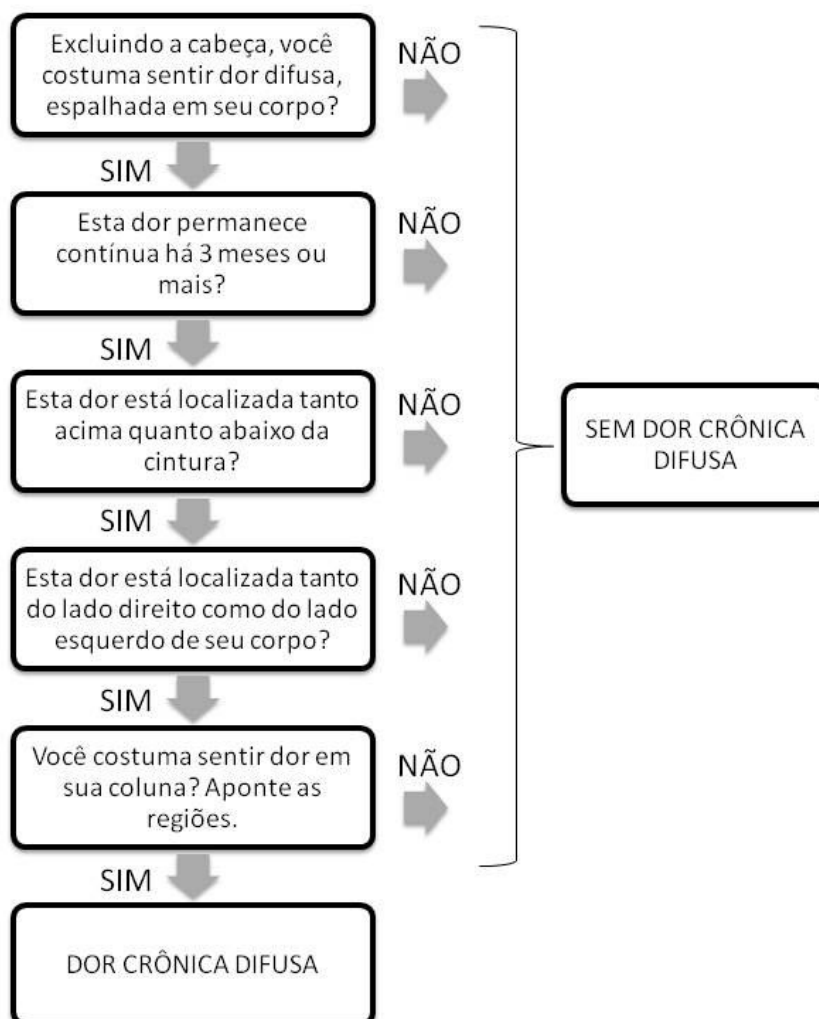 Excluindo a cabeça, você
costuma sentir dor difusa,
espalhada em seu corpo?
NÃO
SIM
Esta dor permanece
contínua há 3 meses ou
mais?
NÃO
SIM
Esta dor está localizada tanto
acima quanto abaixo da
cintura?
NÃO
SEM DOR CRÔNICA
DIFUSA
SIM
Esta dor está localizada tanto
do lado direito como do lado
esquerdo de seu corpo?
NÃO
SIM
Você costuma sentir dor em
sua coluna? Aponte as
regiões.
NÃO
SIM
DOR CRÔNICA DIFUSA